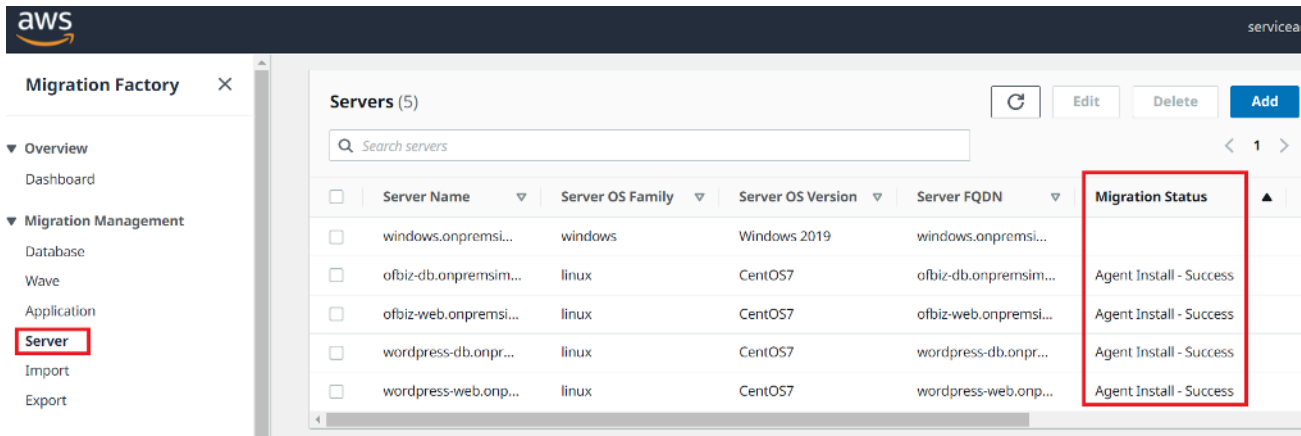 aws
servicea
Migration Factory
Overview
Dashboard
Migration Management
Database
Wave
Application
Server
Import
Export
Servers (5)
Edit Delete Add
Search servers
1
Server Name Server OS Family Server OS Version Server FQDN Migration Status
windows.onpremsi... windows Windows 2019 windows.onpremsi...
ofbiz-db.onpremsim... linux CentOS7 ofbiz-db.onpremsim... Agent Install - Success
ofbiz-web.onpremsi... linux CentOS7 ofbiz-web.onpremsi... Agent Install - Success
wordpress-db.onpr... linux CentOS7 wordpress-db.onpr... Agent Install - Success
wordpress-web.onp... linux CentOS7 wordpress-web.onp... Agent Install - Success